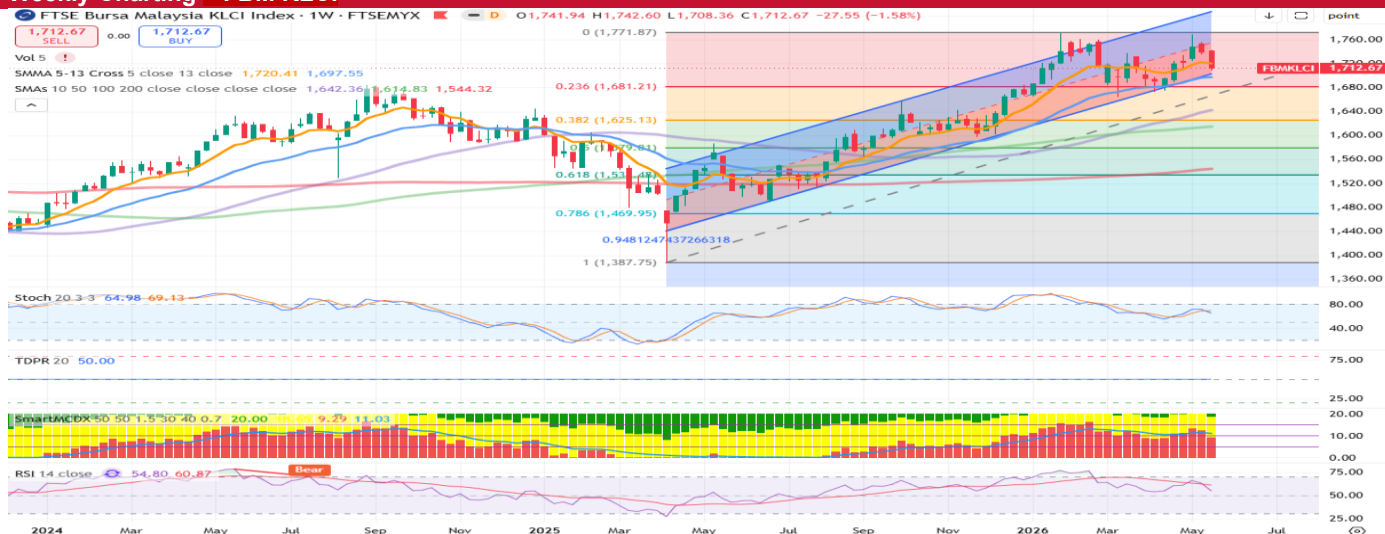 FTSE Bursa Malaysia KLCI Index · 1W · FTSEMYX D O1,741.94 H1,742.60 L1,708.36 C1,712.67 −27.55 (−1.58%)
point
1,712.67 SELL 0.00 1,712.67 BUY
Vol 5
SMMA 5-13 Cross 5 close 13 close 1,720.41 1,697.55
SMAs 10 50 100 200 close close close close 1,642.36 1,614.83 1,544.32
0 (1,771.87)
0.236 (1,681.21)
0.382 (1,625.13)
0.786 (1,469.95)
0.9481247437266318
1 (1,387.75)
1,760.00
1,720.00
FBMKLCI 1,712.67
1,680.00
1,640.00
1,600.00
1,560.00
1,520.00
1,480.00
1,440.00
1,400.00
1,360.00
Stoch 20 3 3 64.98 69.13
80.00
40.00
TDPR 20 50.00
75.00
25.00
SmartMCDX 50 50 1.5 30 40 0.7 20.00 9.29 11.03
20.00
10.00
0.00
RSI 14 close 54.80 60.87
Bear
75.00
50.00
25.00
2024 Mar May Jul Sep Nov 2025 Mar May Jul Sep Nov 2026 Mar May Jul